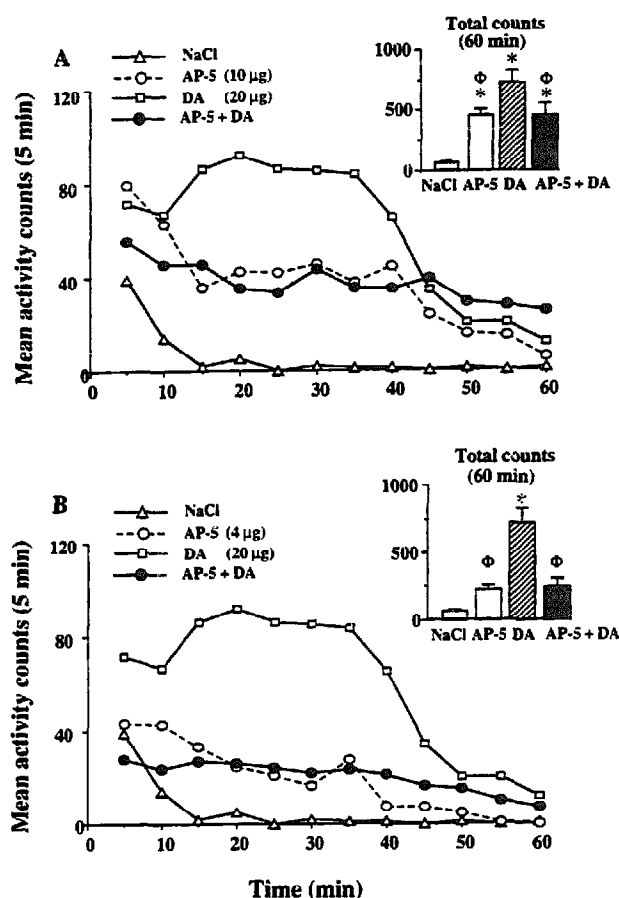 A
NaCl
AP-5 (10 µg)
DA (20 µg)
AP-5 + DA
Total counts
(60 min)
1000
500
0
*
Φ
*
Φ
*
NaCl AP-5 DA AP-5 + DA
Mean activity counts (5 min)
120
80
40
0
0 10 20 30 40 50 60
B
NaCl
AP-5 (4 µg)
DA (20 µg)
AP-5 + DA
Total counts
(60 min)
1000
500
0
*
Φ
Φ
NaCl AP-5 DA AP-5 + DA
Mean activity counts (5 min)
120
80
40
0
0 10 20 30 40 50 60
Time (min)